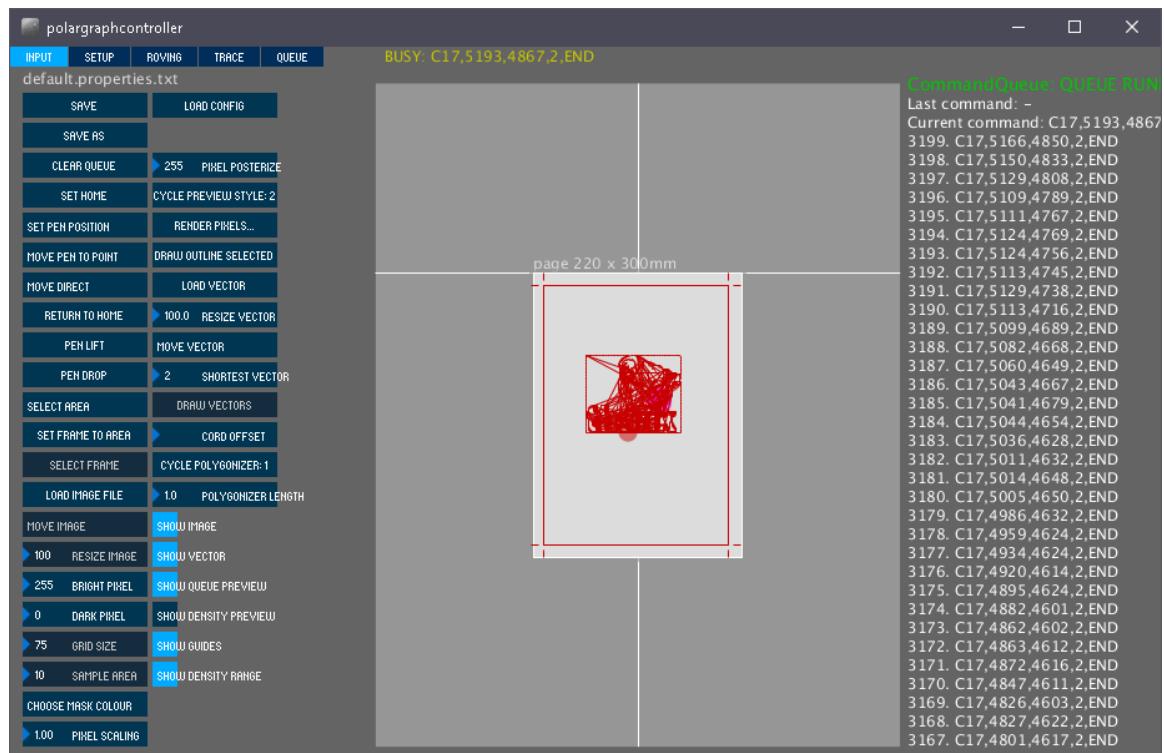 polargraphcontroller
INPUT SETUP ROVING TRACE QUEUE
default.properties.txt
SAVE LOAD CONFIG
SAVE AS
CLEAR QUEUE 255 PIXEL POSTERIZE
SET HOME CYCLE PREVIEW STYLE: 2
SET PEN POSITION RENDER PIXELS...
MOVE PEN TO POINT DRAW OUTLINE SELECTED
MOVE DIRECT LOAD VECTOR
RETURN TO HOME 100.0 RESIZE VECTOR
PEN LIFT MOVE VECTOR
PEN DROP 2 SHORTEST VECTOR
SELECT AREA DRAW VECTORS
SET FRAME TO AREA CORD OFFSET
SELECT FRAME CYCLE POLYGONIZER: 1
LOAD IMAGE FILE 1.0 POLYGONIZER LENGTH
MOVE IMAGE SHOW IMAGE
100 RESIZE IMAGE SHOW VECTOR
255 BRIGHT PIXEL SHOW QUEUE PREVIEW
0 DARK PIXEL SHOW DENSITY PREVIEW
75 GRID SIZE SHOW GUIDES
10 SAMPLE AREA SHOW DENSITY RANGE
CHOOSE MASK COLOUR
1.00 PIXEL SCALING
BUSY: C17,5193,4867,2,END
page 220 x 300mm
CommandQueue: QUEUE RUN
Last command: -
Current command: C17,5193,4867
3199. C17,5166,4850,2,END
3198. C17,5150,4833,2,END
3197. C17,5129,4808,2,END
3196. C17,5109,4789,2,END
3195. C17,5111,4767,2,END
3194. C17,5124,4769,2,END
3193. C17,5124,4756,2,END
3192. C17,5113,4745,2,END
3191. C17,5129,4738,2,END
3190. C17,5113,4716,2,END
3189. C17,5099,4689,2,END
3188. C17,5082,4668,2,END
3187. C17,5060,4649,2,END
3186. C17,5043,4667,2,END
3185. C17,5041,4679,2,END
3184. C17,5044,4654,2,END
3183. C17,5036,4628,2,END
3182. C17,5011,4632,2,END
3181. C17,5014,4648,2,END
3180. C17,5005,4650,2,END
3179. C17,4986,4632,2,END
3178. C17,4959,4624,2,END
3177. C17,4934,4624,2,END
3176. C17,4920,4614,2,END
3175. C17,4895,4624,2,END
3174. C17,4882,4601,2,END
3173. C17,4862,4602,2,END
3172. C17,4863,4612,2,END
3171. C17,4872,4616,2,END
3170. C17,4847,4611,2,END
3169. C17,4826,4603,2,END
3168. C17,4827,4622,2,END
3167. C17,4801,4617,2,END